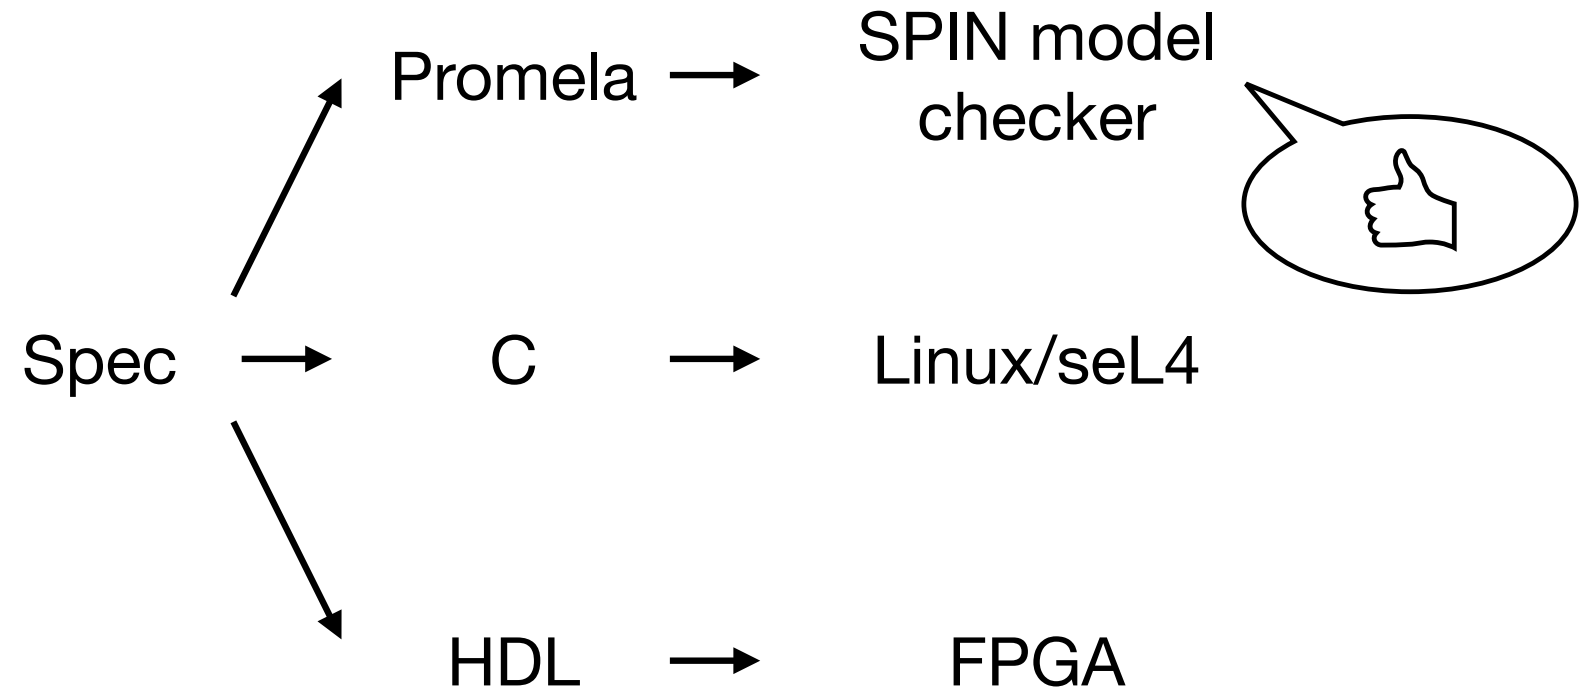 Promela
SPIN model
checker
Spec
C
Linux/seL4
HDL
FPGA